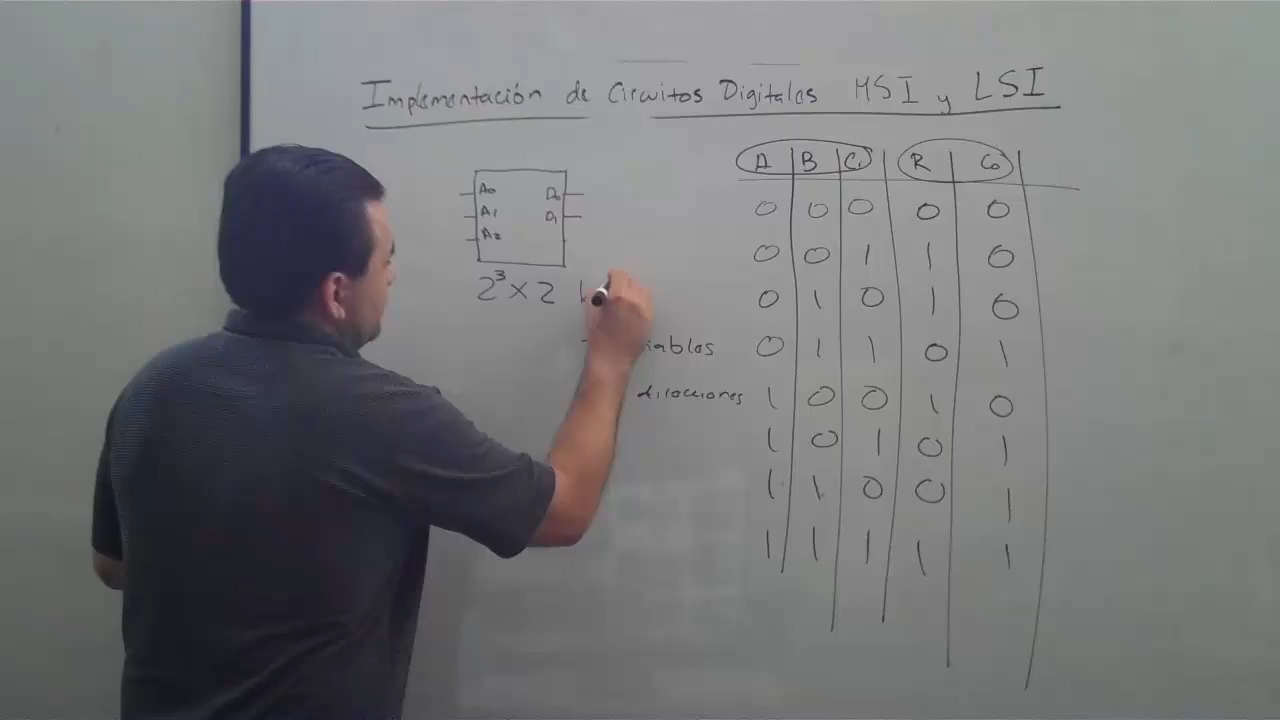 Implementación de Circuitos Digitales MSI y LSI
A0 D0
A1 D1
A2
2³ × 2
direcciones
A B Ci R Co
0 0 0 0 0
0 0 1 1 0
0 1 0 1 0
0 1 1 0 1
1 0 0 1 0
1 0 1 0 1
1 1 0 0 1
1 1 1 1 1